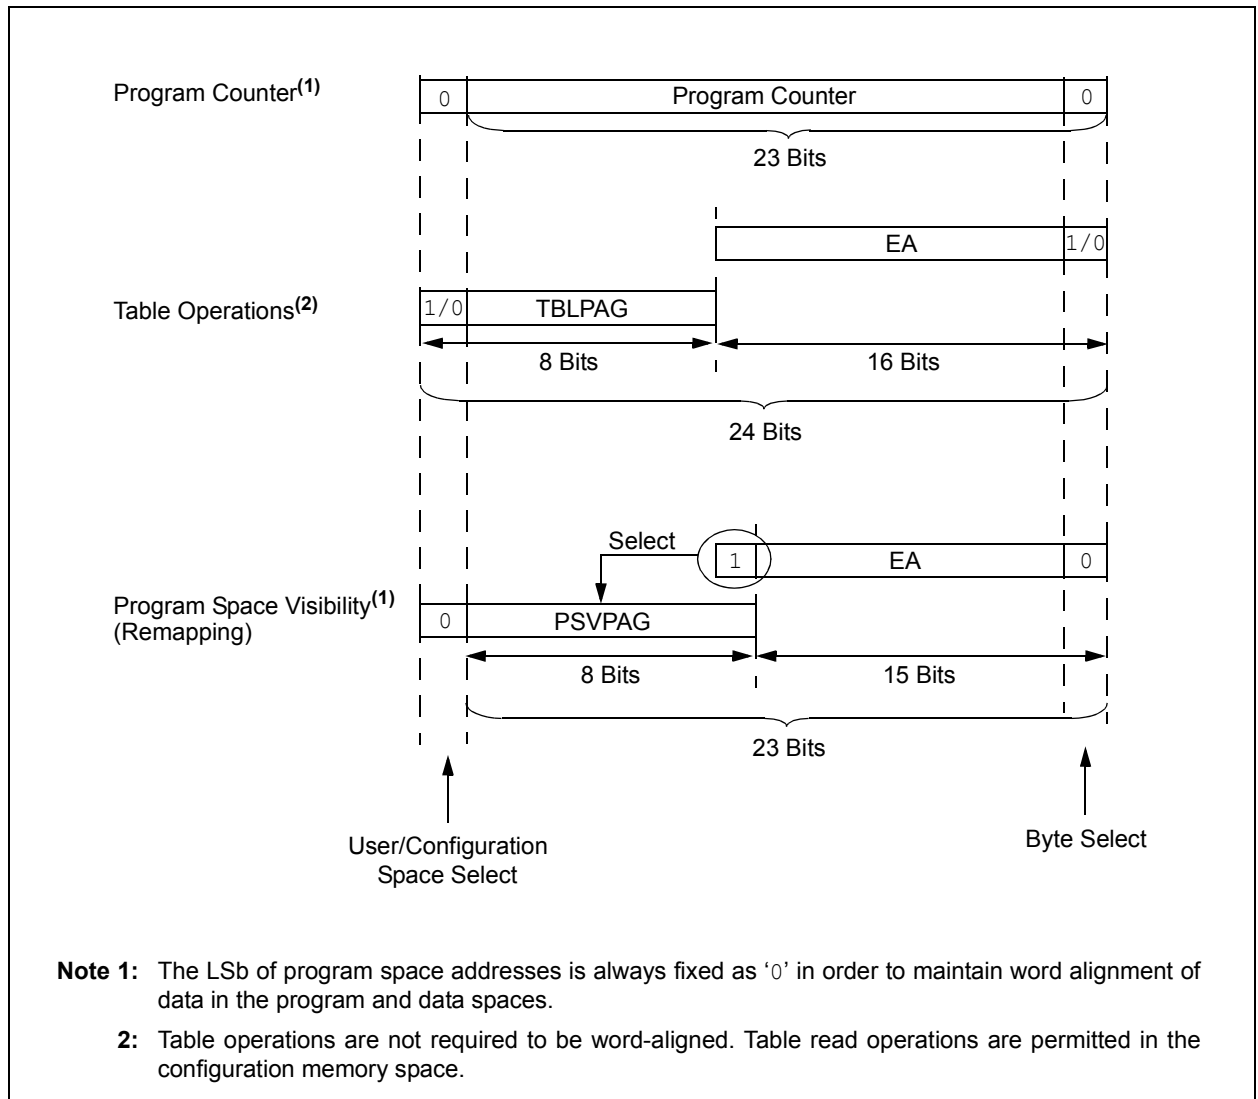 Program Counter(1)
0
Program Counter
0
23 Bits
EA
1/0
Table Operations(2)
1/0
TBLPAG
8 Bits
16 Bits
24 Bits
Select
1
EA
0
Program Space Visibility(1)
(Remapping)
0
PSVPAG
8 Bits
15 Bits
23 Bits
User/Configuration
Space Select
Byte Select
Note 1: The LSb of program space addresses is always fixed as ‘0’ in order to maintain word alignment of
data in the program and data spaces.
2: Table operations are not required to be word-aligned. Table read operations are permitted in the
configuration memory space.